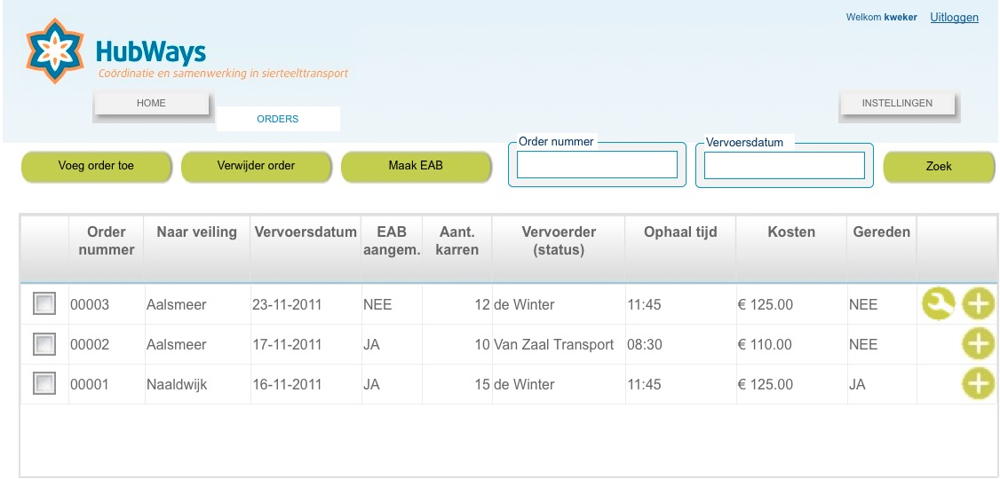 Welkom kweker Uitloggen
HubWays
Coördinatie en samenwerking in sierteelttransport
HOME
ORDERS
INSTELLINGEN
Voeg order toe
Verwijder order
Maak EAB
Order nummer
Vervoersdatum
Zoek
Order nummer Naar veiling Vervoersdatum EAB aangem. Aant. karren Vervoerder (status) Ophaal tijd Kosten Gereden
00003 Aalsmeer 23-11-2011 NEE 12 de Winter 11:45 € 125.00 NEE
00002 Aalsmeer 17-11-2011 JA 10 Van Zaal Transport 08:30 € 110.00 NEE
00001 Naaldwijk 16-11-2011 JA 15 de Winter 11:45 € 125.00 JA